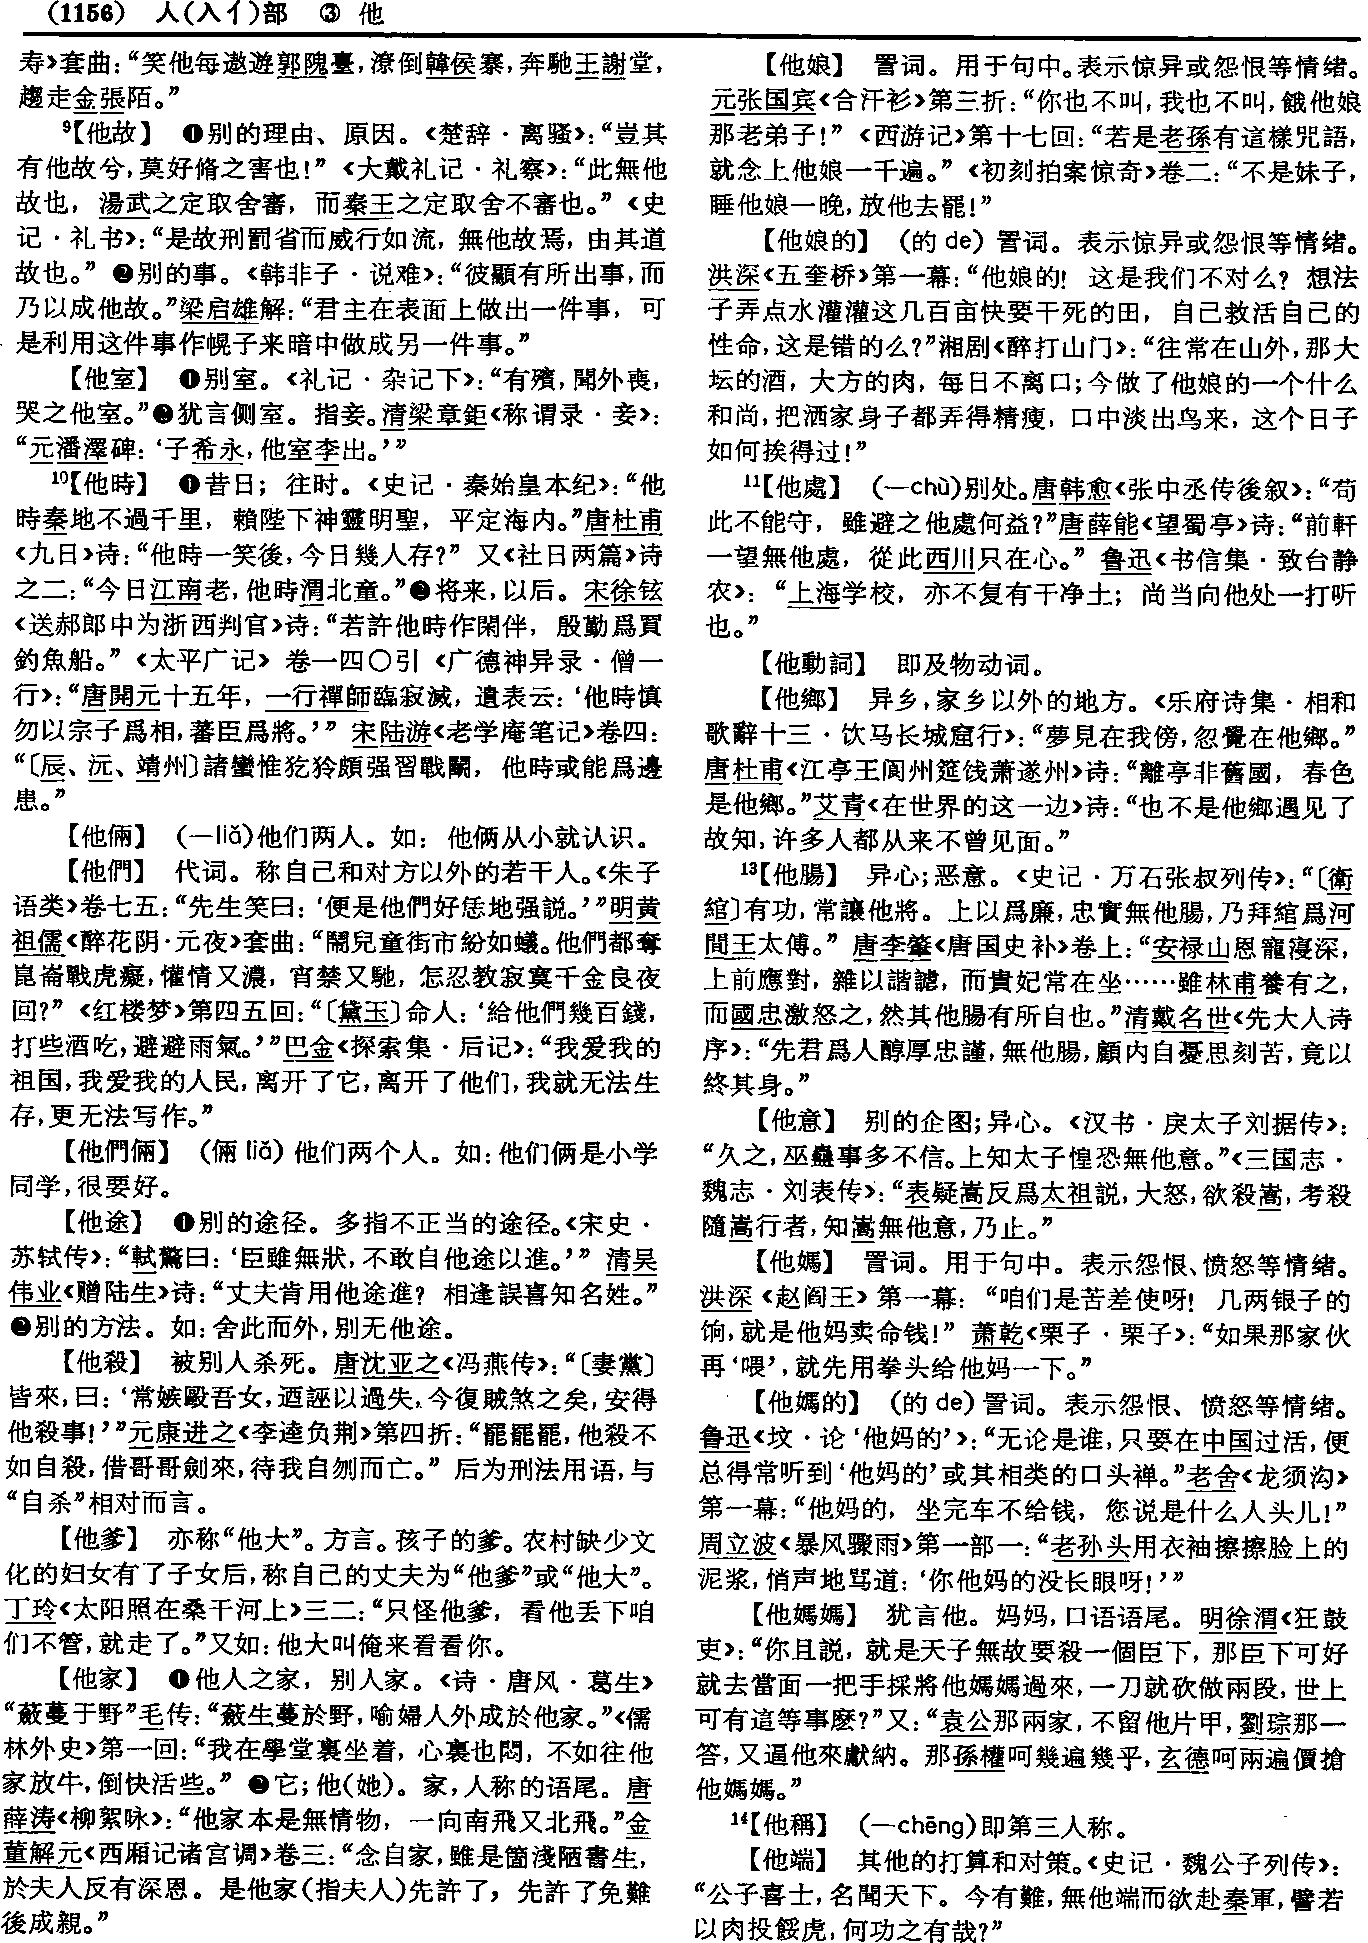 (1156) 人(入亻)部 ③ 他
寿》套曲：“笑他每遨遊郭隗臺，潦倒韓侯寨，奔馳王謝堂，
趨走金張陌。”
⁹【他故】 ❶别的理由、原因。《楚辞·离骚》：“豈其
有他故兮，莫好脩之害也！”《大戴礼记·礼察》：“此無他
故也，湯武之定取舍審，而秦王之定取舍不審也。”《史
记·礼书》：“是故刑罰省而威行如流，無他故焉，由其道
故也。”❷别的事。《韩非子·说难》：“彼顯有所出事，而
乃以成他故。”梁启雄解：“君主在表面上做出一件事，可
是利用这件事作幌子来暗中做成另一件事。”
【他室】 ❶别室。《礼记·杂记下》：“有殯，聞外喪，
哭之他室。”❷犹言侧室。指妾。清梁章鉅《称谓录·妾》：
“元潘澤碑：‘子希永，他室李出。’”
¹⁰【他時】 ❶昔日；往时。《史记·秦始皇本纪》：“他
時秦地不過千里，賴陛下神靈明聖，平定海内。”唐杜甫
《九日》诗：“他時一笑後，今日幾人存？”又《社日两篇》诗
之二：“今日江南老，他時渭北童。”❷将来，以后。宋徐铉
《送郝郎中为浙西判官》诗：“若許他時作閑伴，殷勤爲買
釣魚船。”《太平广记》卷一四〇引《广德神异录·僧一
行》：“唐開元十五年，一行禪師臨寂滅，遺表云：‘他時慎
勿以宗子爲相，蕃臣爲將。’”宋陆游《老学庵笔记》卷四：
“〔辰、沅、靖州〕諸蠻惟犵狑頗强習戰鬭，他時或能爲邊
患。”
【他倆】 （—liǎ）他们两人。如：他俩从小就认识。
【他們】 代词。称自己和对方以外的若干人。《朱子
语类》卷七五：“先生笑曰：‘便是他們好恁地强説。’”明黄
祖儒《醉花阴·元夜》套曲：“鬧兒童街市紛如蟻。他們都奪
崑崙戰虎癡，懽情又濃，宵禁又馳，怎忍教寂寞千金良夜
回？”《红楼梦》第四五回：“〔黛玉〕命人：‘給他們幾百錢，
打些酒吃，避避雨氣。’”巴金《探索集·后记》：“我爱我的
祖国，我爱我的人民，离开了它，离开了他们，我就无法生
存，更无法写作。”
【他們倆】 （倆 liǎ）他们两个人。如：他们俩是小学
同学，很要好。
【他途】 ❶别的途径。多指不正当的途径。《宋史·
苏轼传》：“軾驚曰：‘臣雖無狀，不敢自他途以進。’”清吴
伟业《赠陆生》诗：“丈夫肯用他途進？相逢誤喜知名姓。”
❷别的方法。如：舍此而外，别无他途。
【他殺】 被别人杀死。唐沈亚之《冯燕传》：“〔妻黨〕
皆來，曰：‘常嫉毆吾女，迺誣以過失，今復賊煞之矣，安得
他殺事！’”元康进之《李逵负荆》第四折：“罷罷罷，他殺不
如自殺，借哥哥劍來，待我自刎而亡。”后为刑法用语，与
“自杀”相对而言。
【他爹】 亦称“他大”。方言。孩子的爹。农村缺少文
化的妇女有了子女后，称自己的丈夫为“他爹”或“他大”。
丁玲《太阳照在桑干河上》三二：“只怪他爹，看他丢下咱
们不管，就走了。”又如：他大叫俺来看看你。
【他家】 ❶他人之家，别人家。《诗·唐风·葛生》
“蘞蔓于野”毛传：“蘞生蔓於野，喻婦人外成於他家。”《儒
林外史》第一回：“我在學堂裏坐着，心裏也悶，不如往他
家放牛，倒快活些。”❷它；他（她）。家，人称的语尾。唐
薛涛《柳絮咏》：“他家本是無情物，一向南飛又北飛。”金
董解元《西厢记诸宫调》卷三：“念自家，雖是箇淺陋書生，
於夫人反有深恩。是他家（指夫人）先許了，先許了免難
後成親。”
【他娘】 詈词。用于句中。表示惊异或怨恨等情绪。
元张国宾《合汗衫》第三折：“你也不叫，我也不叫，餓他娘
那老弟子！”《西游记》第十七回：“若是老孫有這樣咒語，
就念上他娘一千遍。”《初刻拍案惊奇》卷二：“不是妹子，
睡他娘一晚，放他去罷！”
【他娘的】 （的 de）詈词。表示惊异或怨恨等情绪。
洪深《五奎桥》第一幕：“他娘的！这是我们不对么？想法
子弄点水灌灌这几百亩快要干死的田，自己救活自己的
性命，这是错的么？”湘剧《醉打山门》：“往常在山外，那大
坛的酒，大方的肉，每日不离口；今做了他娘的一个什么
和尚，把洒家身子都弄得精瘦，口中淡出鸟来，这个日子
如何挨得过！”
¹¹【他處】 （—chù）别处。唐韩愈《张中丞传後叙》：“苟
此不能守，雖避之他處何益？”唐薛能《望蜀亭》诗：“前軒
一望無他處，從此西川只在心。”鲁迅《书信集·致台静
农》：“上海学校，亦不复有干净土；尚当向他处一打听
也。”
【他動詞】 即及物动词。
【他鄉】 异乡，家乡以外的地方。《乐府诗集·相和
歌辭十三·饮马长城窟行》：“夢見在我傍，忽覺在他鄉。”
唐杜甫《江亭王阆州筵饯萧遂州》诗：“離亭非舊國，春色
是他鄉。”艾青《在世界的这一边》诗：“也不是他鄉遇见了
故知，许多人都从来不曾见面。”
¹³【他腸】 异心；恶意。《史记·万石张叔列传》：“〔衛
綰〕有功，常讓他將。上以爲廉，忠實無他腸，乃拜綰爲河
間王太傅。”唐李肇《唐国史补》卷上：“安禄山恩寵寖深，
上前應對，雜以諧謔，而貴妃常在坐……雖林甫養有之，
而國忠激怒之，然其他腸有所自也。”清戴名世《先大人诗
序》：“先君爲人醇厚忠謹，無他腸，顧内自憂思刻苦，竟以
終其身。”
【他意】 别的企图；异心。《汉书·戾太子刘据传》：
“久之，巫蠱事多不信。上知太子惶恐無他意。”《三国志·
魏志·刘表传》：“表疑嵩反爲太祖説，大怒，欲殺嵩，考殺
隨嵩行者，知嵩無他意，乃止。”
【他媽】 詈词。用于句中。表示怨恨、愤怒等情绪。
洪深《赵阎王》第一幕：“咱们是苦差使呀！几两银子的
饷，就是他妈卖命钱！”萧乾《栗子·栗子》：“如果那家伙
再‘喂’，就先用拳头给他妈一下。”
【他媽的】 （的 de）詈词。表示怨恨、愤怒等情绪。
鲁迅《坟·论‘他妈的’》：“无论是谁，只要在中国过活，便
总得常听到‘他妈的’或其相类的口头禅。”老舍《龙须沟》
第一幕：“他妈的，坐完车不给钱，您说是什么人头儿！”
周立波《暴风骤雨》第一部一：“老孙头用衣袖擦擦脸上的
泥浆，悄声地骂道：‘你他妈的没长眼呀！’”
【他媽媽】 犹言他。妈妈，口语语尾。明徐渭《狂鼓
吏》：“你且説，就是天子無故要殺一個臣下，那臣下可好
就去當面一把手採將他媽媽過來，一刀就砍做兩段，世上
可有這等事麽？”又：“袁公那兩家，不留他片甲，劉琮那一
答，又逼他來獻納。那孫權呵幾遍幾乎，玄德呵兩遍價搶
他媽媽。”
¹⁴【他稱】 （—chēng）即第三人称。
【他端】 其他的打算和对策。《史记·魏公子列传》：
“公子喜士，名聞天下。今有難，無他端而欲赴秦軍，譬若
以肉投餒虎，何功之有哉？”